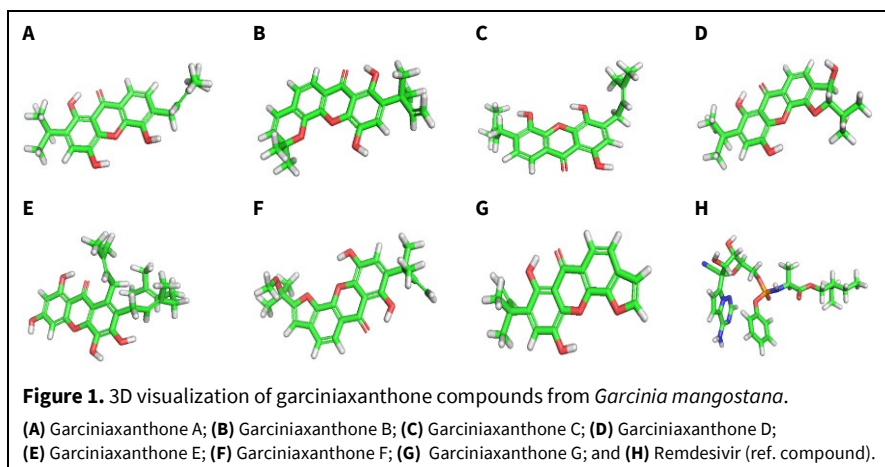 A B C D
E F G H
Figure 1. 3D visualization of garciniaxanthone compounds from Garcinia mangostana.
(A) Garciniaxanthone A; (B) Garciniaxanthone B; (C) Garciniaxanthone C; (D) Garciniaxanthone D;
(E) Garciniaxanthone E; (F) Garciniaxanthone F; (G) Garciniaxanthone G; and (H) Remdesivir (ref. compound).